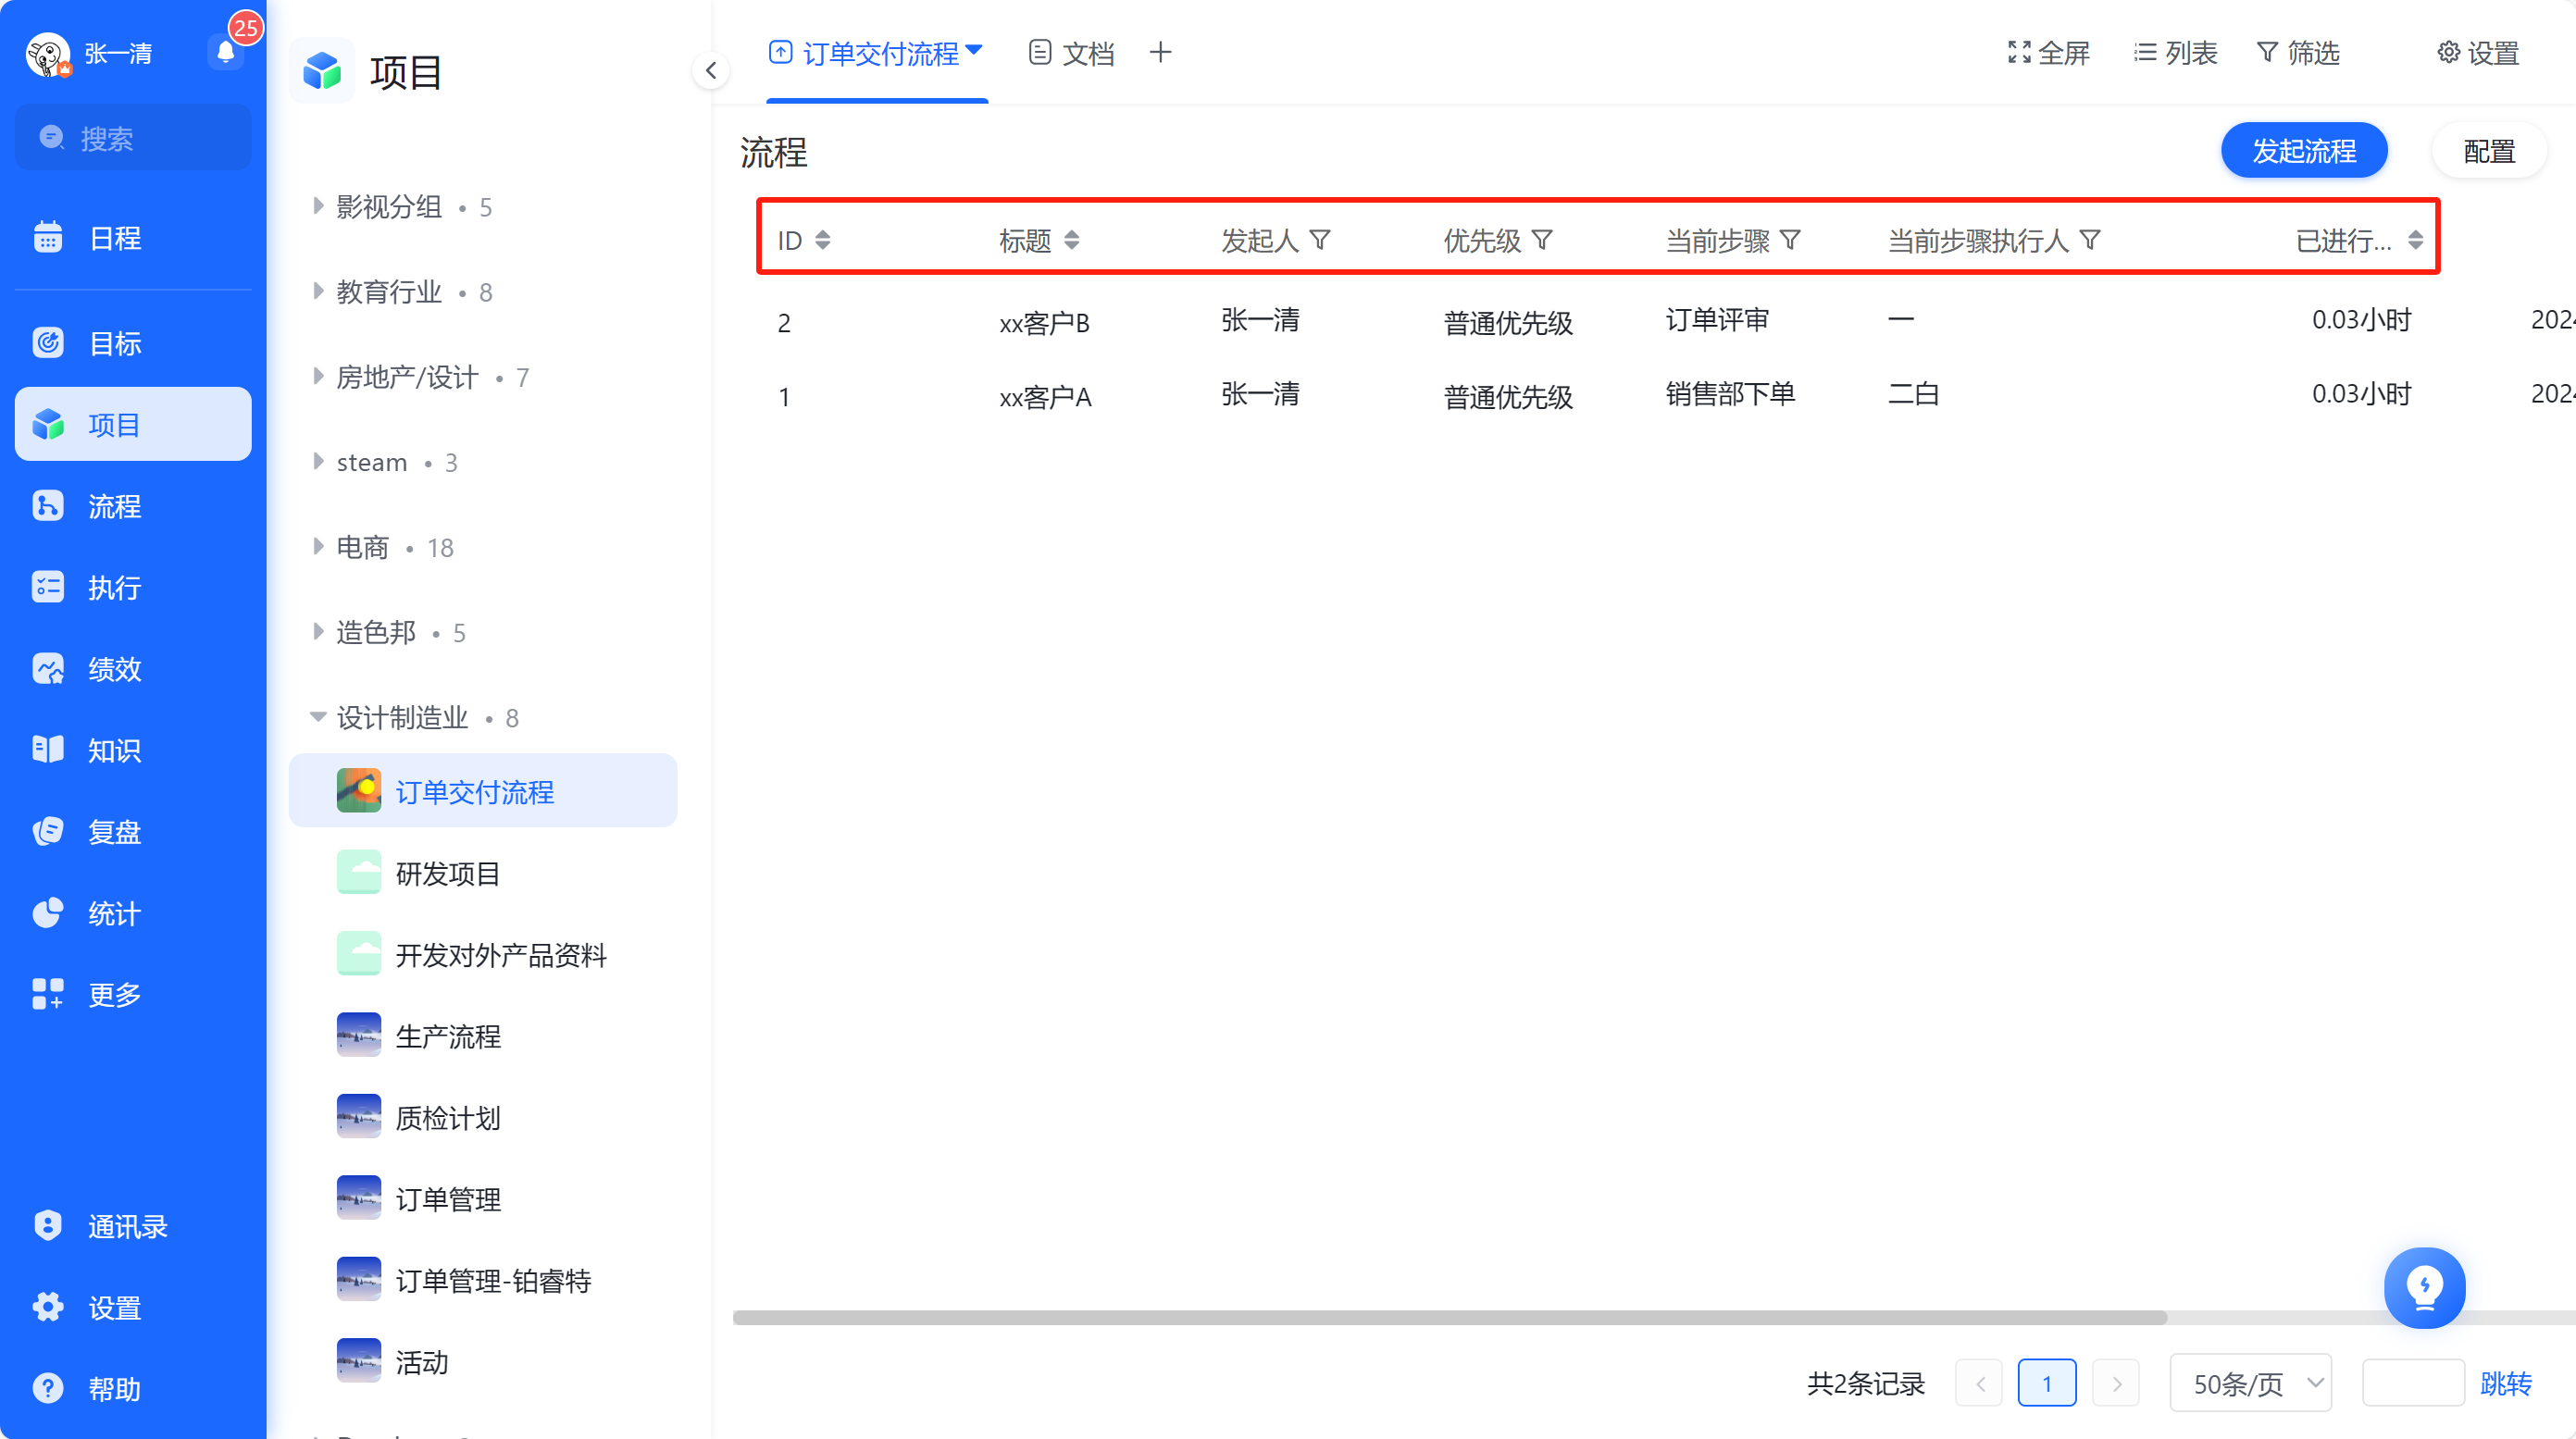 张一清
25
搜索
日程
目标
项目
流程
执行
绩效
知识
复盘
统计
更多
通讯录
设置
帮助
项目
影视分组 • 5
教育行业 • 8
房地产/设计 • 7
steam • 3
电商 • 18
造色邦 • 5
设计制造业 • 8
订单交付流程
研发项目
开发对外产品资料
生产流程
质检计划
订单管理
订单管理-铂睿特
活动
订单交付流程 文档 全屏 列表 筛选 设置
流程 发起流程 配置
ID 标题 发起人 优先级 当前步骤 当前步骤执行人 已进行...
2 xx客户B 张一清 普通优先级 订单评审 一 0.03小时 202
1 xx客户A 张一清 普通优先级 销售部下单 二白 0.03小时 202
共2条记录 1 50条/页 跳转